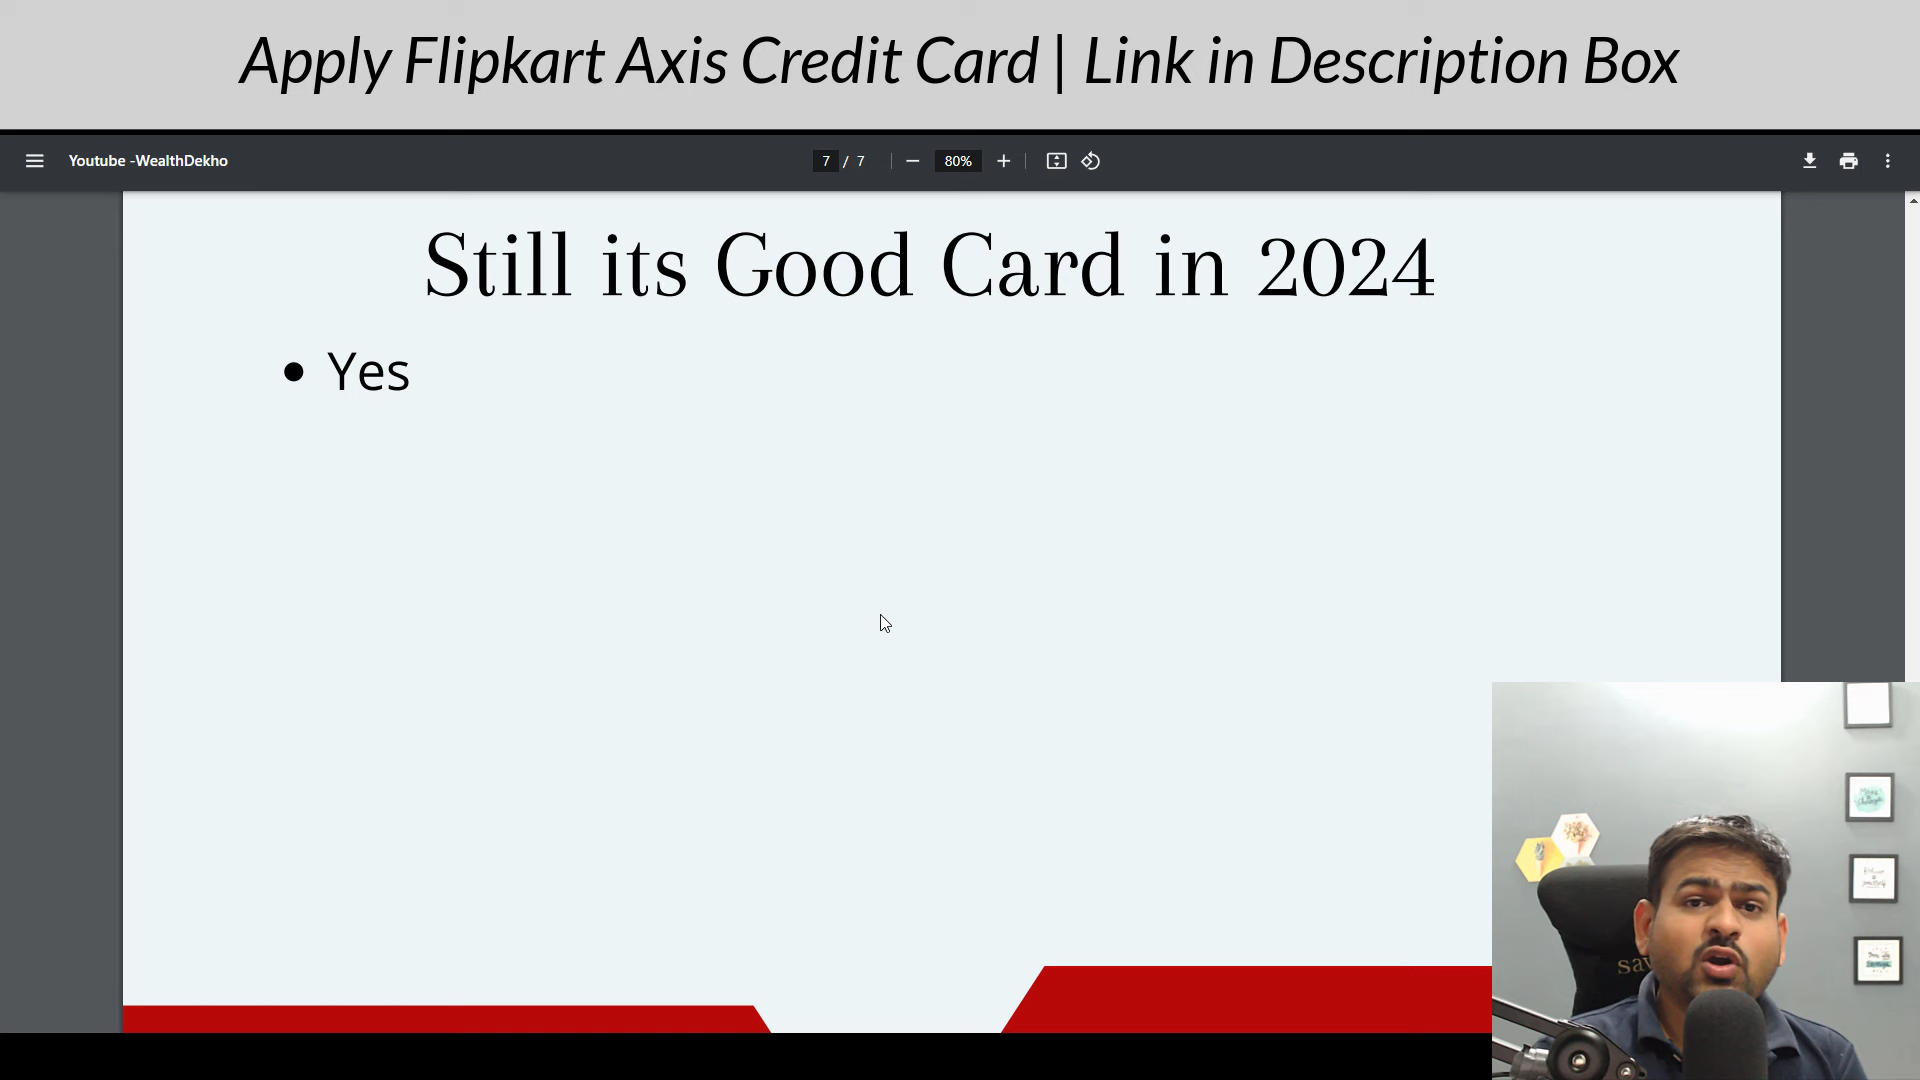 Apply Flipkart Axis Credit Card | Link in Description Box
Youtube -WealthDekho
7 / 7
80%
Still its Good Card in 2024
• Yes
sav